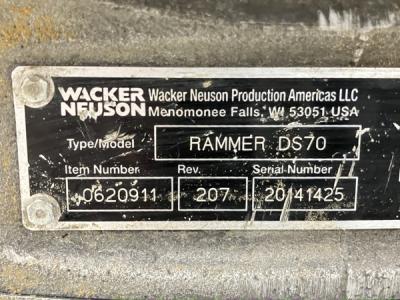 WACKER NEUSON Wacker Neuson Production Americas LLC
Menomonee Falls, WI 53051 USA
Type/Model RAMMER DS70
Item Number Rev. Serial Number
0620911 207 20141425